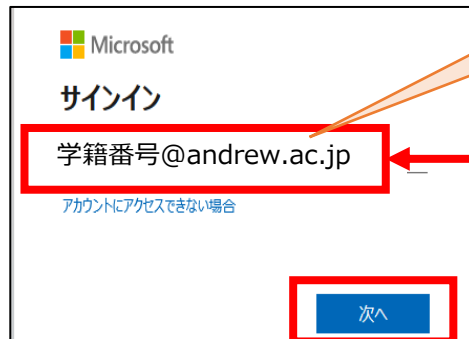 Microsoft
サインイン
学籍番号@andrew.ac.jp
アカウントにアクセスできない場合
次へ